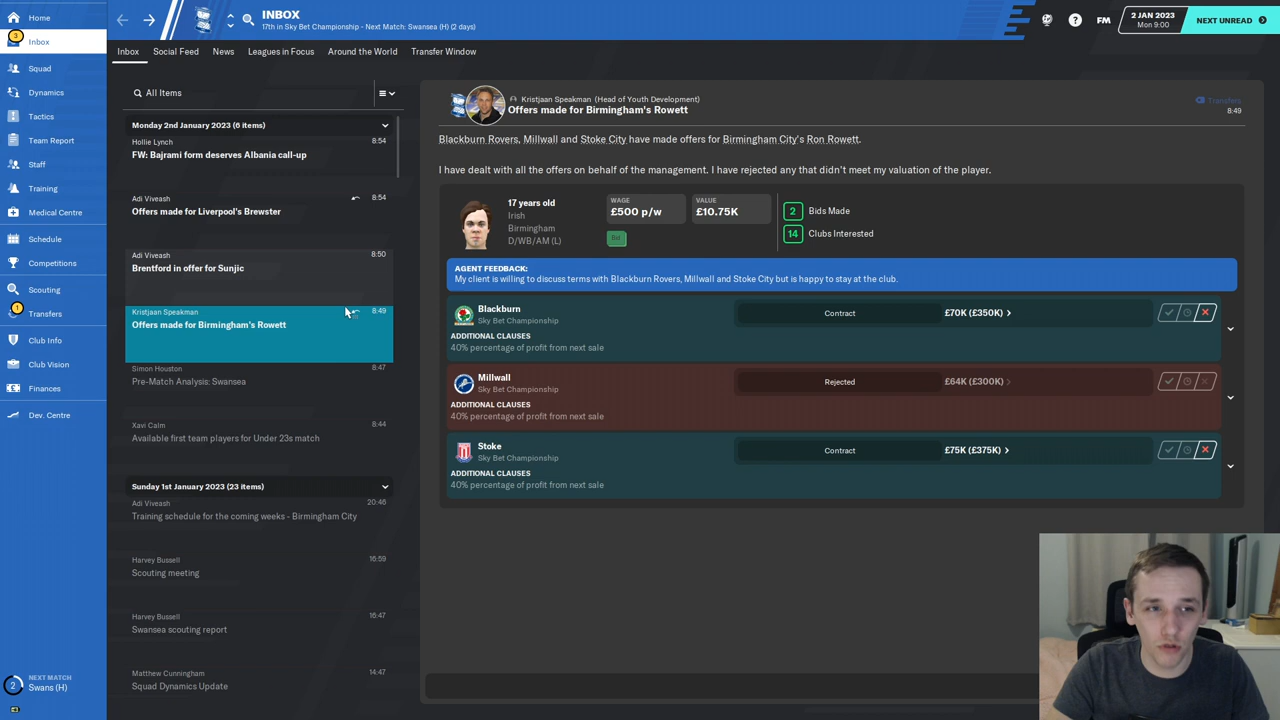 Home
3
Inbox
Squad
Dynamics
Tactics
Team Report
Staff
Training
Medical Centre
Schedule
Competitions
Scouting
1
Transfers
Club Info
Club Vision
Finances
Dev. Centre
2
NEXT MATCH
Swans (H)
INBOX
17th in Sky Bet Championship - Next Match: Swansea (H) (2 days)
?
FM
2 JAN 2023
Mon 9:00
NEXT UNREAD
Inbox
Social Feed
News
Leagues in Focus
Around the World
Transfer Window
All Items
Monday 2nd January 2023 (6 items)
Hollie Lynch
8:54
FW: Bajrami form deserves Albania call-up
Adi Viveash
8:54
Offers made for Liverpool's Brewster
Adi Viveash
8:50
Brentford in offer for Sunjic
Kristjaan Speakman
8:49
Offers made for Birmingham's Rowett
Simon Houston
8:47
Pre-Match Analysis: Swansea
Xavi Calm
8:44
Available first team players for Under 23s match
Sunday 1st January 2023 (23 items)
Adi Viveash
20:46
Training schedule for the coming weeks - Birmingham City
Harvey Bussell
16:59
Scouting meeting
Harvey Bussell
16:47
Swansea scouting report
Matthew Cunningham
14:47
Squad Dynamics Update
Kristjaan Speakman (Head of Youth Development)
Offers made for Birmingham's Rowett
Transfers
8:49
Blackburn Rovers, Millwall and Stoke City have made offers for Birmingham City's Ron Rowett.
I have dealt with all the offers on behalf of the management. I have rejected any that didn't meet my valuation of the player.
17 years old
Irish
Birmingham
D/WB/AM (L)
WAGE
£500 p/w
VALUE
£10.75K
Bid
2
Bids Made
14
Clubs Interested
AGENT FEEDBACK:
My client is willing to discuss terms with Blackburn Rovers, Millwall and Stoke City but is happy to stay at the club.
Blackburn
Sky Bet Championship
Contract
£70K (£350K)
ADDITIONAL CLAUSES
40% percentage of profit from next sale
Millwall
Sky Bet Championship
Rejected
£64K (£300K)
ADDITIONAL CLAUSES
40% percentage of profit from next sale
Stoke
Sky Bet Championship
Contract
£75K (£375K)
ADDITIONAL CLAUSES
40% percentage of profit from next sale